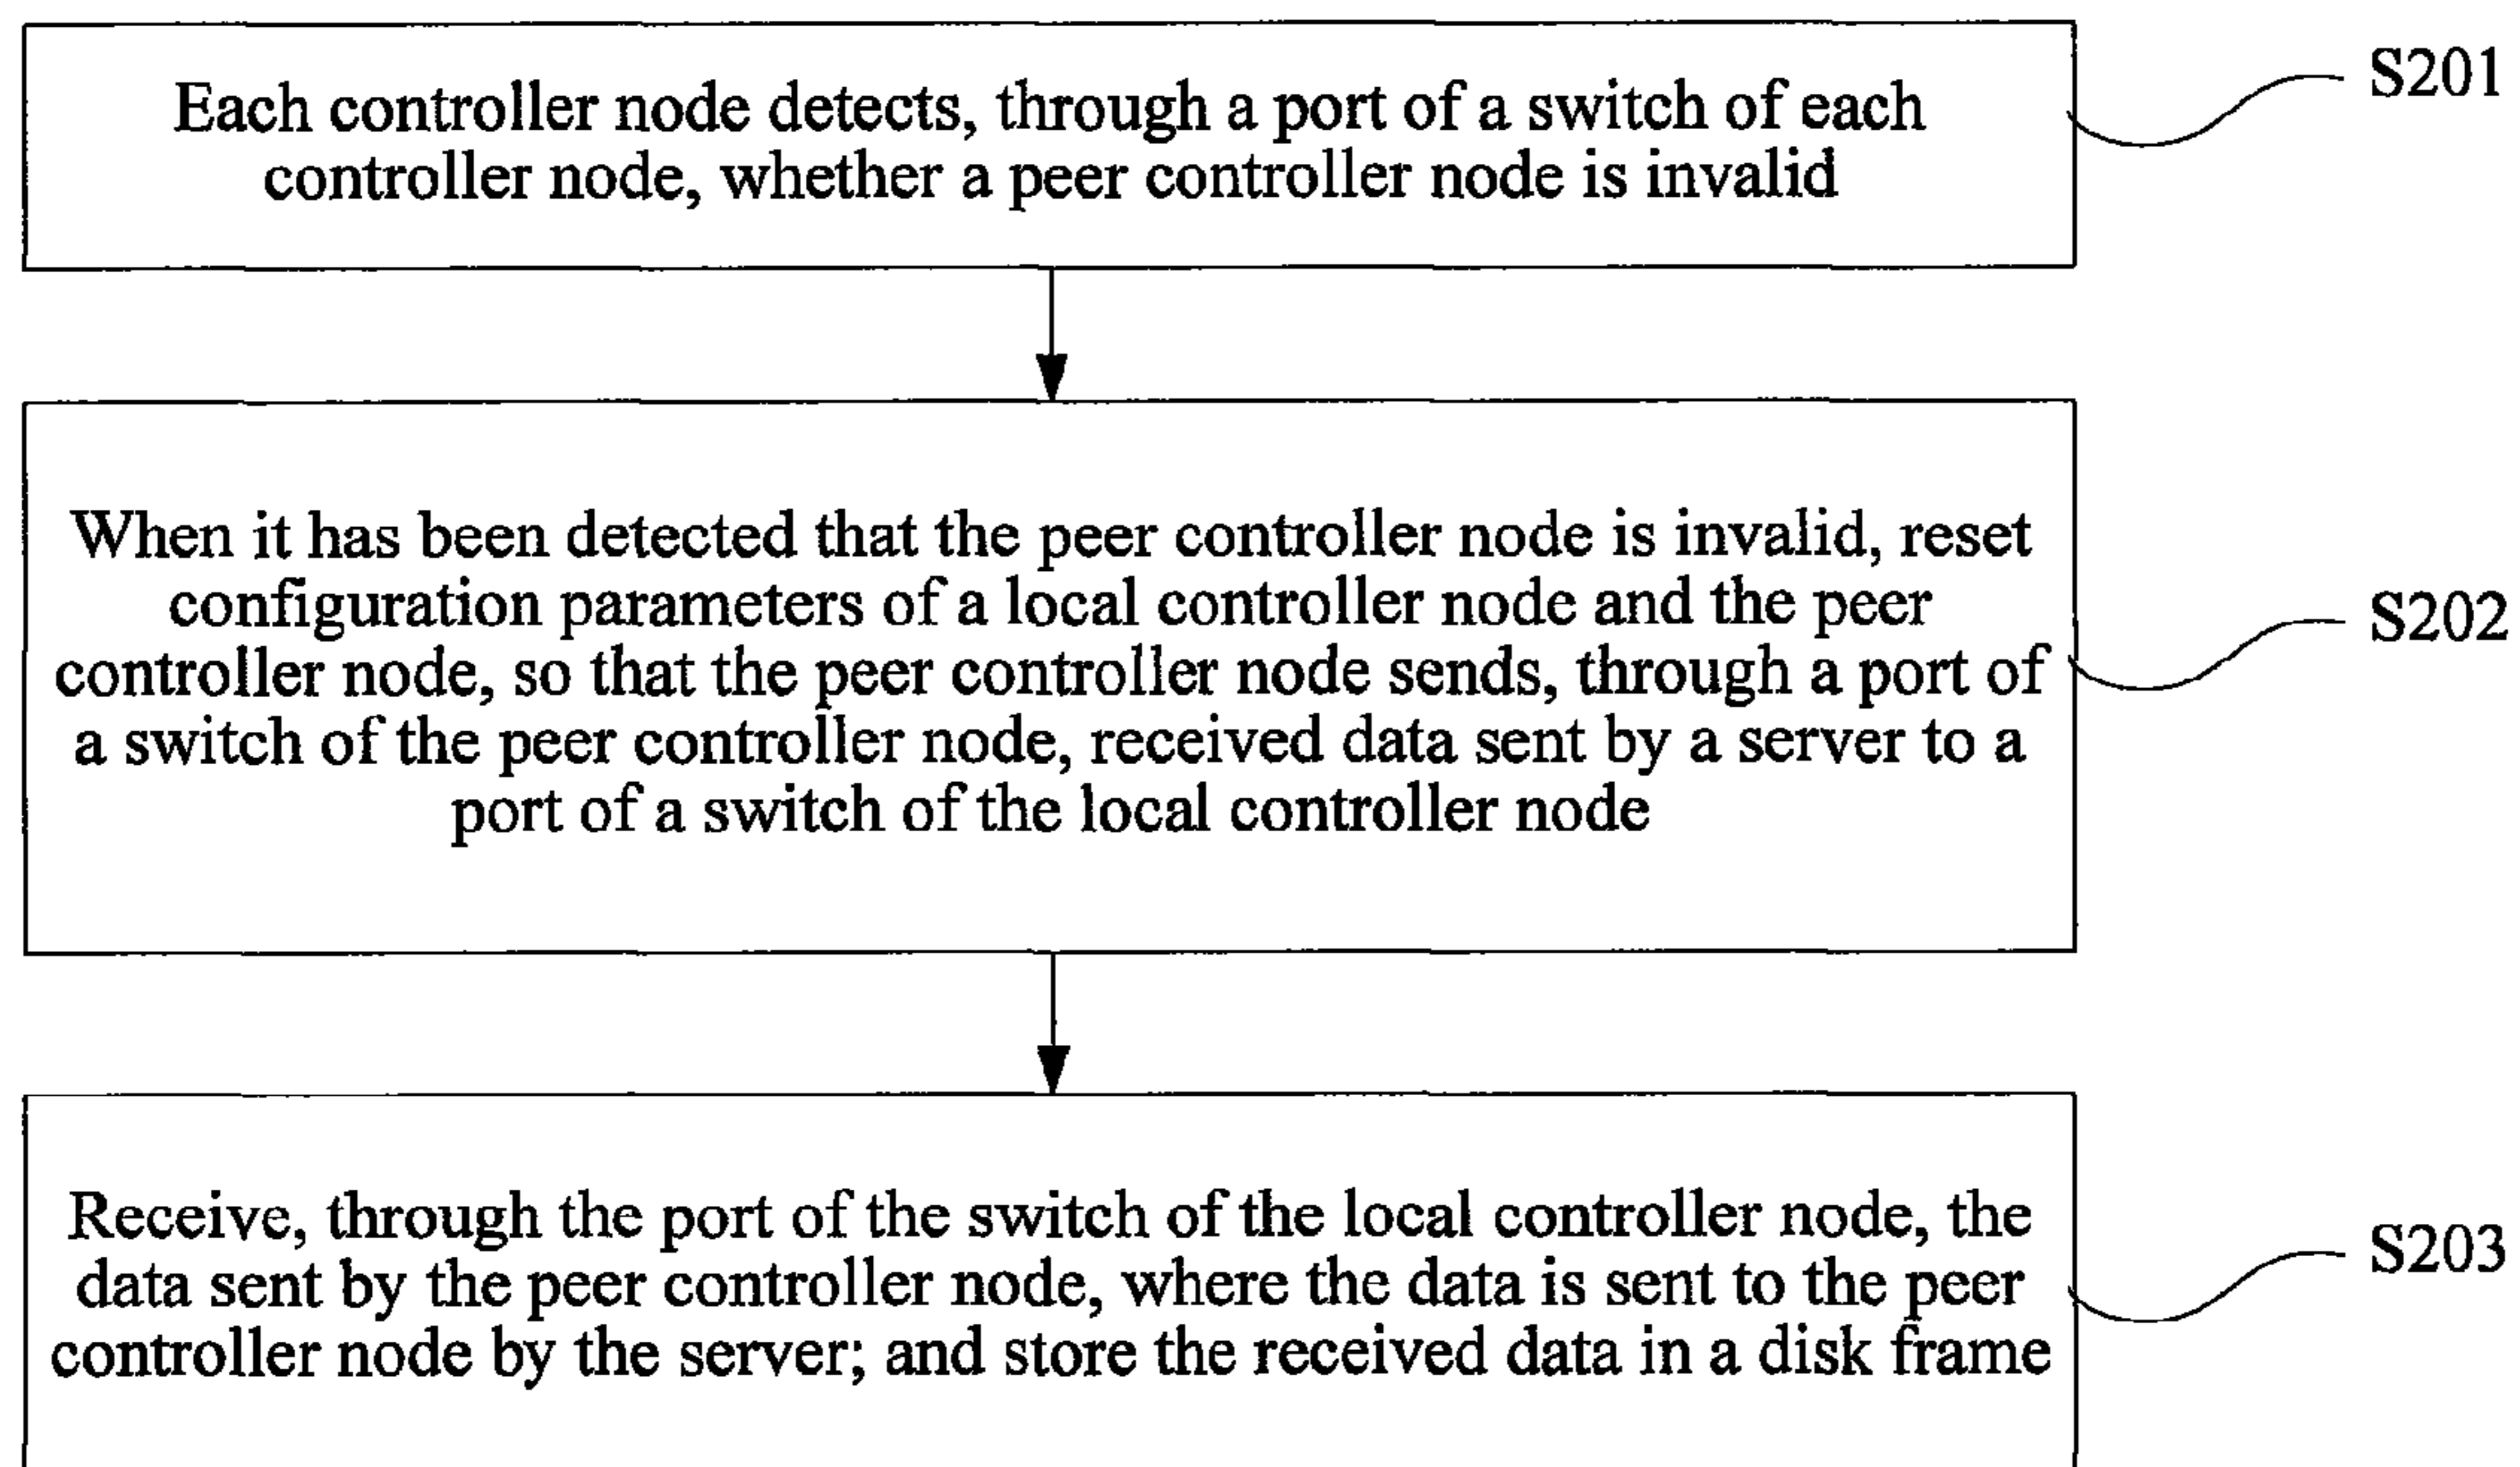 Each controller node detects, through a port of a switch of each
controller node, whether a peer controller node is invalid
S201
When it has been detected that the peer controller node is invalid, reset
configuration parameters of a local controller node and the peer
controller node, so that the peer controller node sends, through a port of
a switch of the peer controller node, received data sent by a server to a
port of a switch of the local controller node
S202
Receive, through the port of the switch of the local controller node, the
data sent by the peer controller node, where the data is sent to the peer
controller node by the server; and store the received data in a disk frame
S203